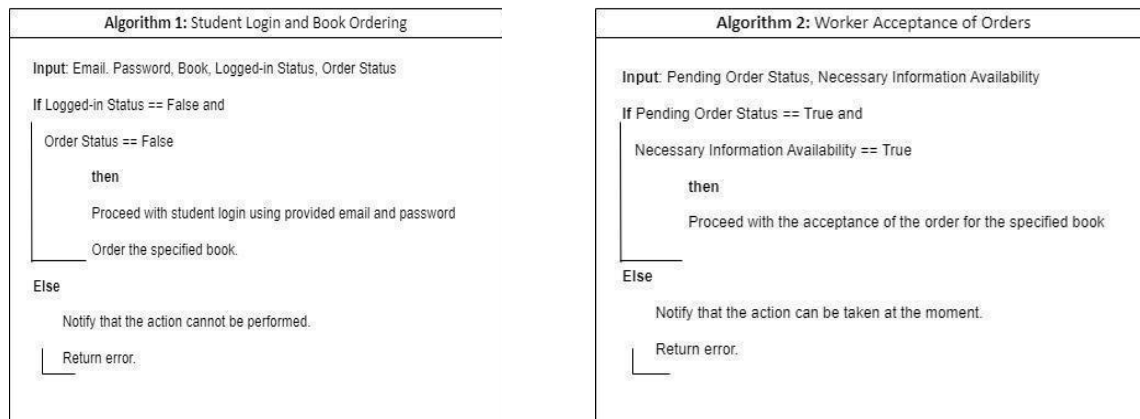 Algorithm 1: Student Login and Book Ordering
Input: Email. Password, Book, Logged-in Status, Order Status
If Logged-in Status == False and
Order Status == False
then
Proceed with student login using provided email and password
Order the specified book.
Else
Notify that the action cannot be performed.
Return error.
Algorithm 2: Worker Acceptance of Orders
Input: Pending Order Status, Necessary Information Availability
If Pending Order Status == True and
Necessary Information Availability == True
then
Proceed with the acceptance of the order for the specified book
Else
Notify that the action can be taken at the moment.
Return error.